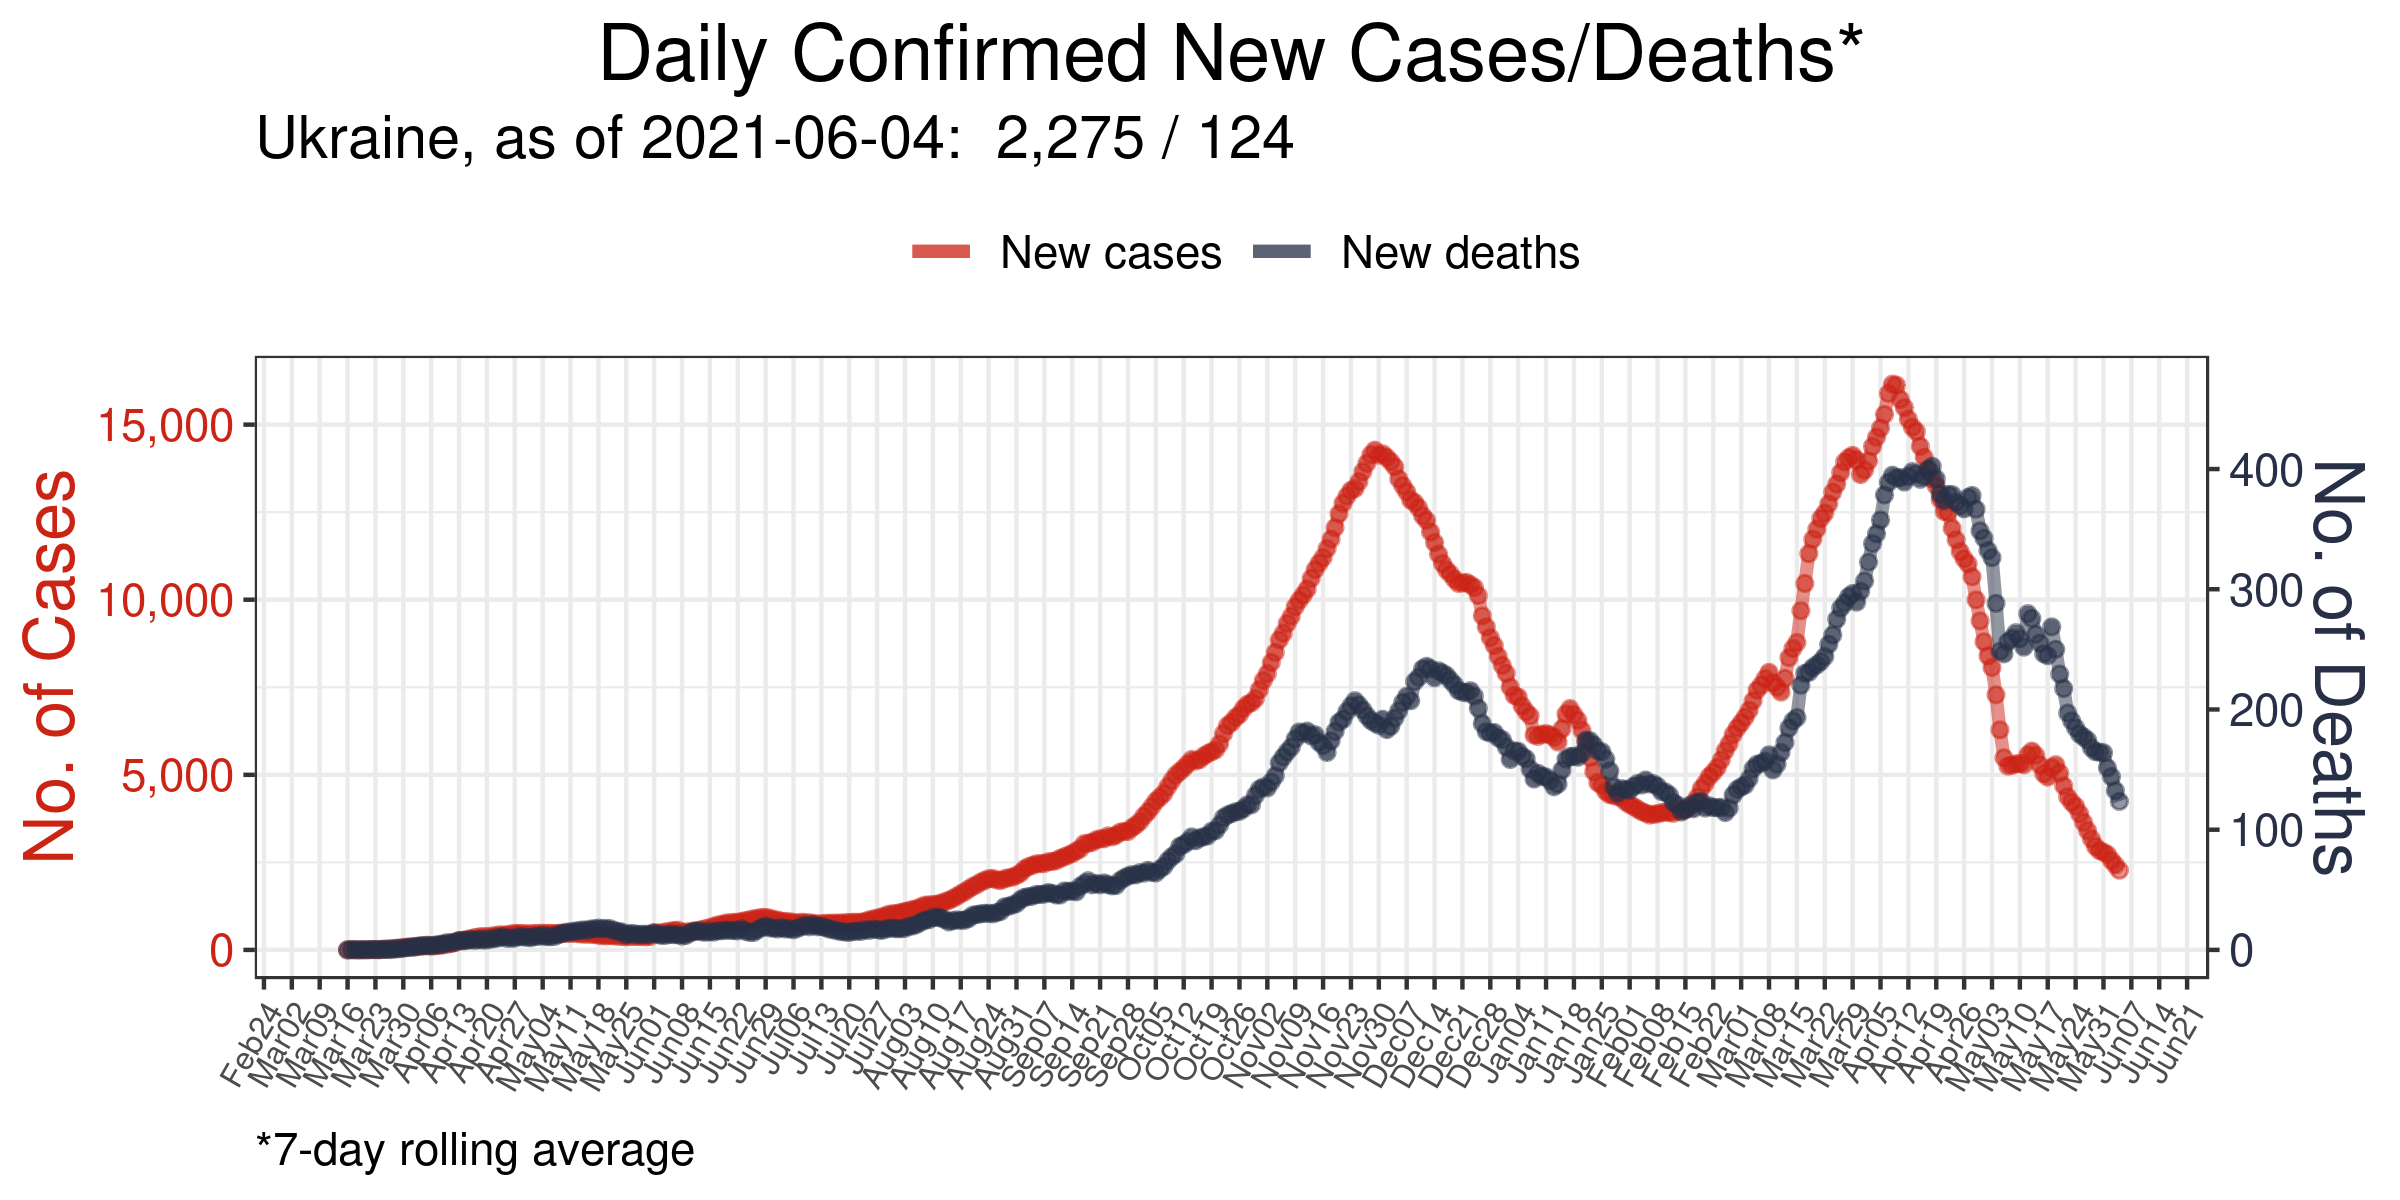 Daily Confirmed New Cases/Deaths*
Ukraine, as of 2021-06-04:  2,275 / 124
New cases
New deaths
No. of Cases
15,000
10,000
5,000
0
400
300
200
100
0
No. of Deaths
Feb24
Mar02
Mar09
Mar16
Mar23
Mar30
Apr06
Apr13
Apr20
Apr27
May04
May11
May18
May25
Jun01
Jun08
Jun15
Jun22
Jun29
Jul06
Jul13
Jul20
Jul27
Aug03
Aug10
Aug17
Aug24
Aug31
Sep07
Sep14
Sep21
Sep28
Oct05
Oct12
Oct19
Oct26
Nov02
Nov09
Nov16
Nov23
Nov30
Dec07
Dec14
Dec21
Dec28
Jan04
Jan11
Jan18
Jan25
Feb01
Feb08
Feb15
Feb22
Mar01
Mar08
Mar15
Mar22
Mar29
Apr05
Apr12
Apr19
Apr26
May03
May10
May17
May24
May31
Jun07
Jun14
Jun21
*7-day rolling average